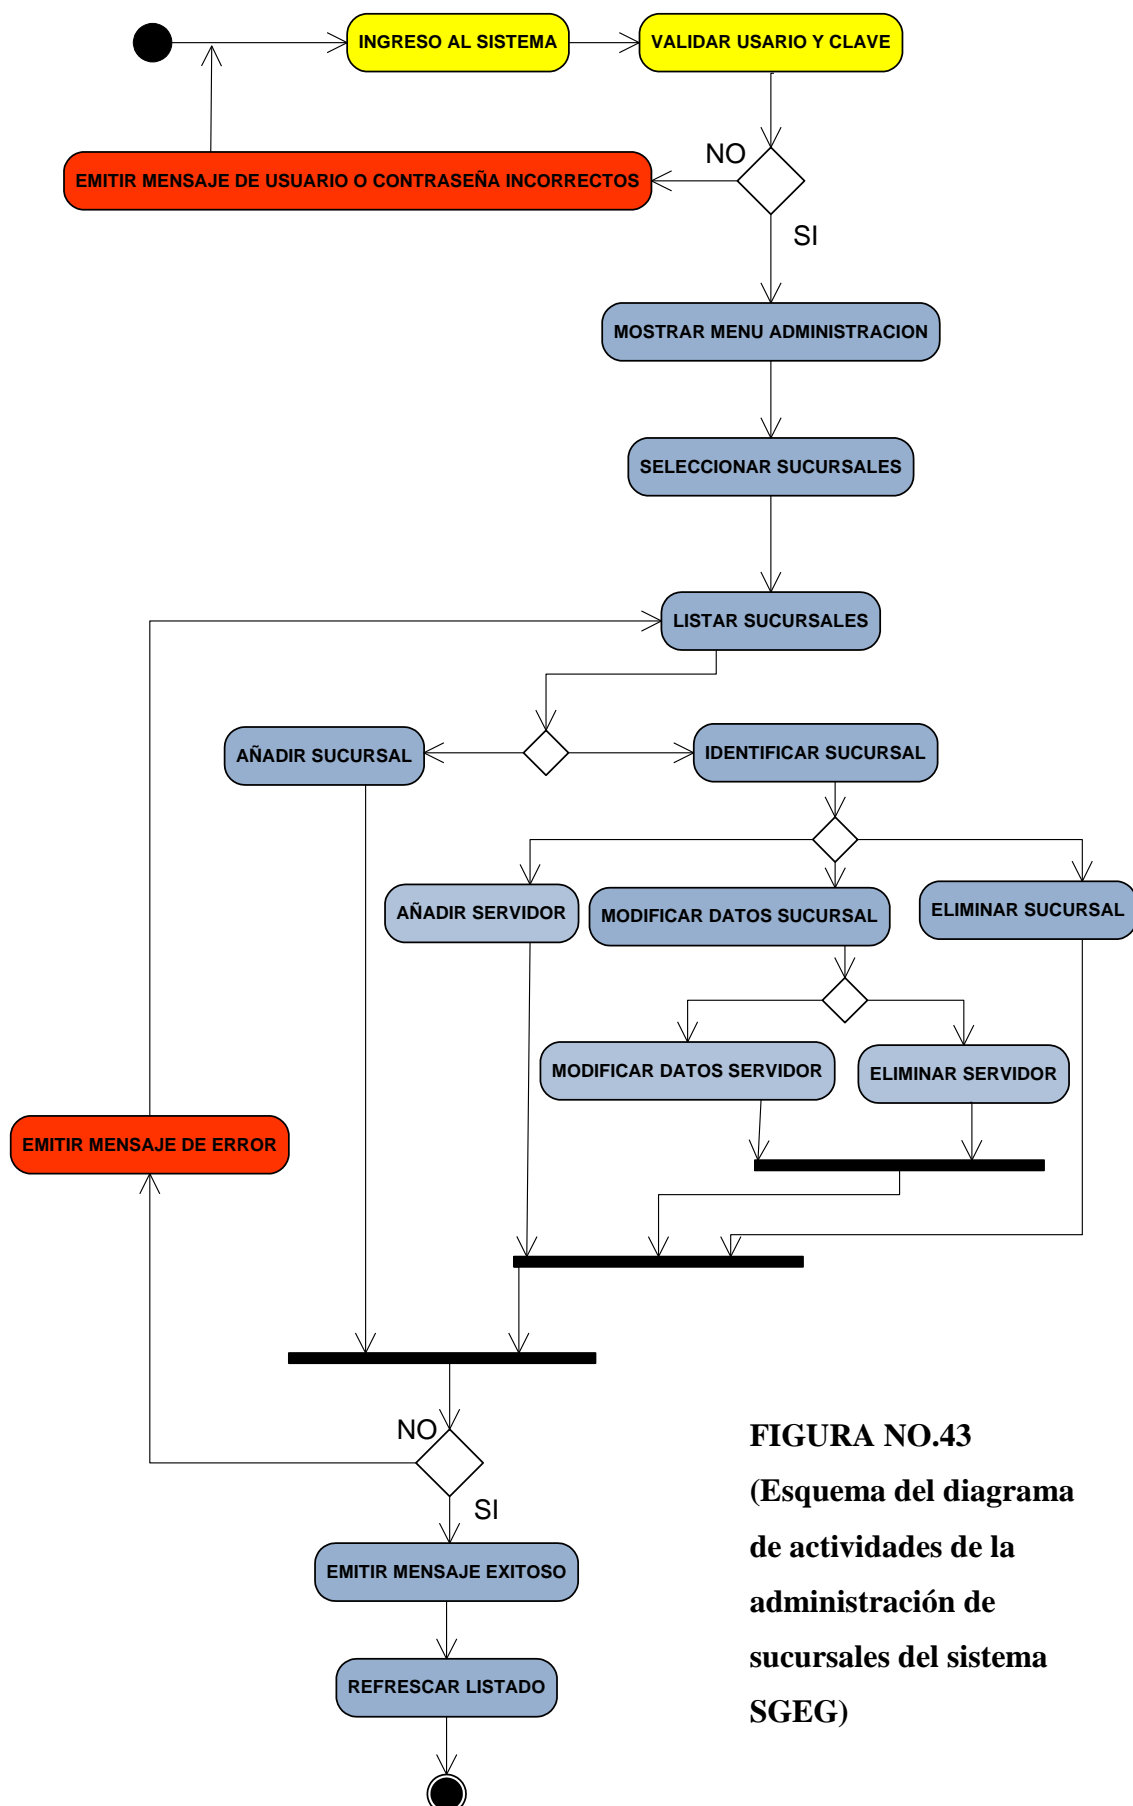 INGRESO AL SISTEMA
VALIDAR USARIO Y CLAVE
NO
EMITIR MENSAJE DE USUARIO O CONTRASEÑA INCORRECTOS
SI
MOSTRAR MENU ADMINISTRACION
SELECCIONAR SUCURSALES
LISTAR SUCURSALES
AÑADIR SUCURSAL
IDENTIFICAR SUCURSAL
AÑADIR SERVIDOR
MODIFICAR DATOS SUCURSAL
ELIMINAR SUCURSAL
MODIFICAR DATOS SERVIDOR
ELIMINAR SERVIDOR
EMITIR MENSAJE DE ERROR
NO
SI
EMITIR MENSAJE EXITOSO
REFRESCAR LISTADO
FIGURA NO.43
(Esquema del diagrama
de actividades de la
administración de
sucursales del sistema
SGEG)